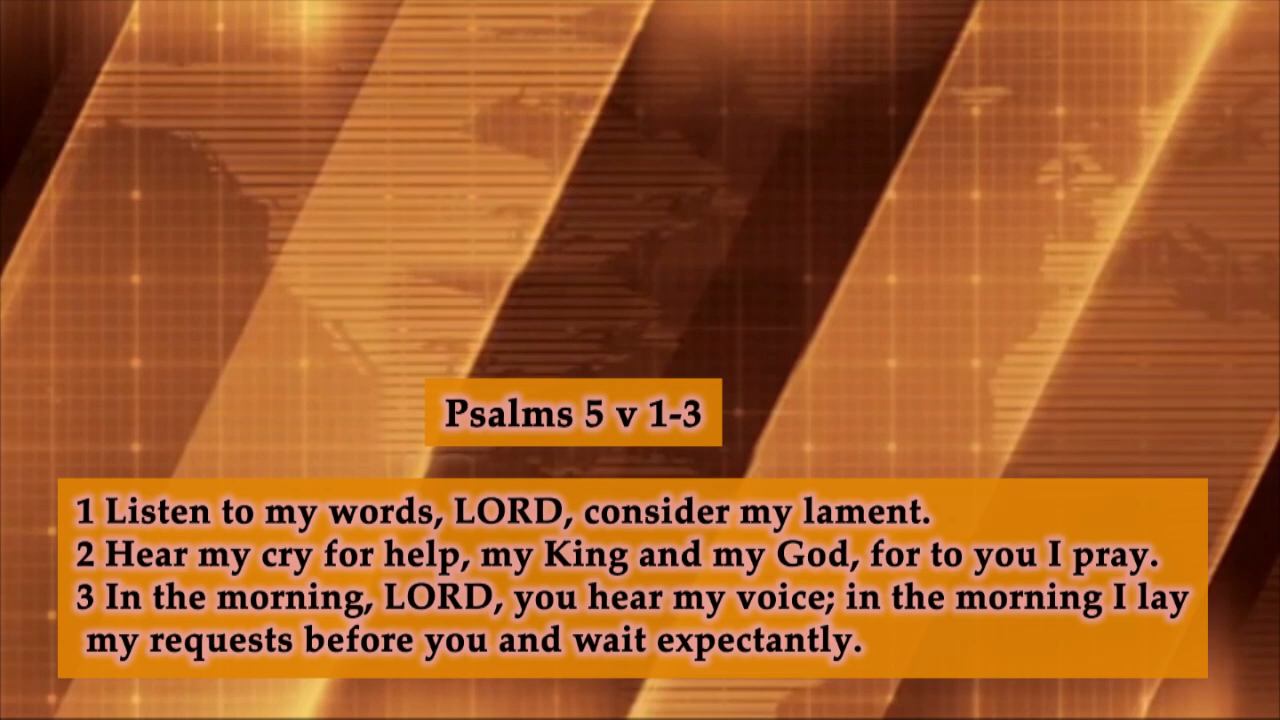 Psalms 5 v 1-3
1 Listen to my words, LORD, consider my lament.
2 Hear my cry for help, my King and my God, for to you I pray.
3 In the morning, LORD, you hear my voice; in the morning I lay
my requests before you and wait expectantly.